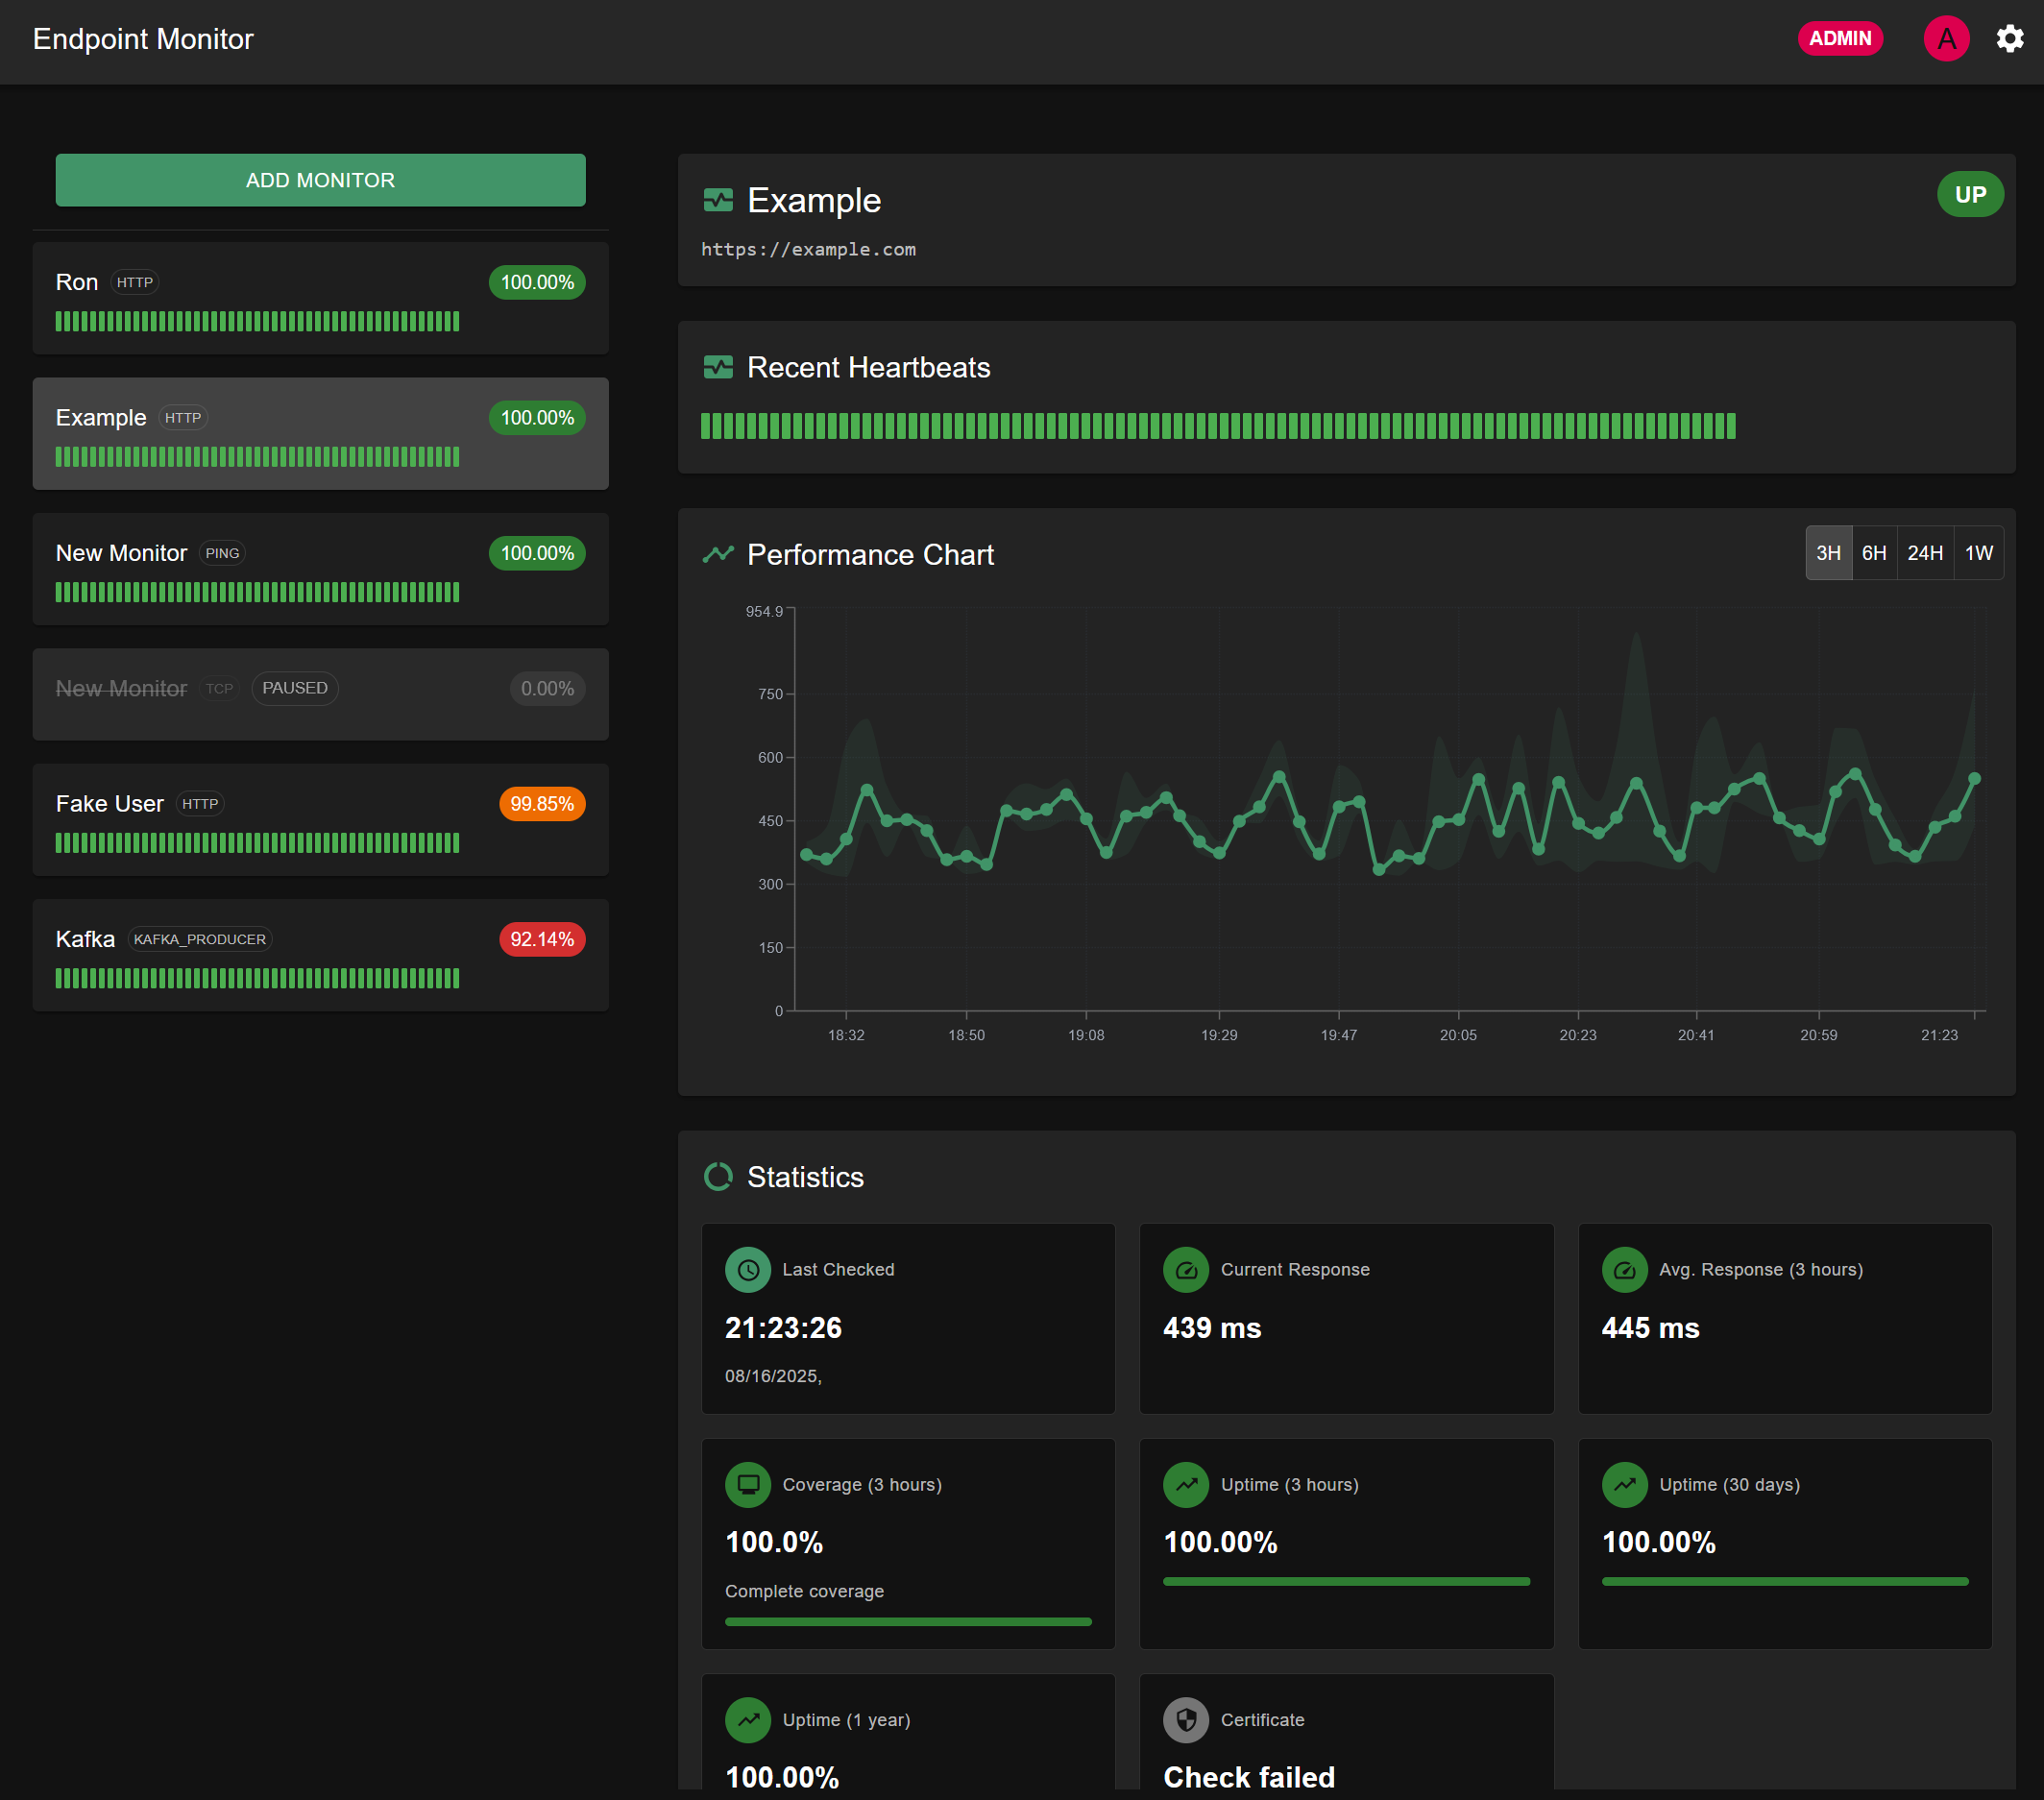 Endpoint Monitor
ADMIN
A
ADD MONITOR
Ron HTTP 100.00%
Example HTTP 100.00%
New Monitor PING 100.00%
New Monitor TCP PAUSED 0.00%
Fake User HTTP 99.85%
Kafka KAFKA_PRODUCER 92.14%
Example
UP
https://example.com
Recent Heartbeats
Performance Chart
3H 6H 24H 1W
954.9
750
600
450
300
150
0
18:32 18:50 19:08 19:29 19:47 20:05 20:23 20:41 20:59 21:23
Statistics
Last Checked
21:23:26
08/16/2025,
Current Response
439 ms
Avg. Response (3 hours)
445 ms
Coverage (3 hours)
100.0%
Complete coverage
Uptime (3 hours)
100.00%
Uptime (30 days)
100.00%
Uptime (1 year)
100.00%
Certificate
Check failed